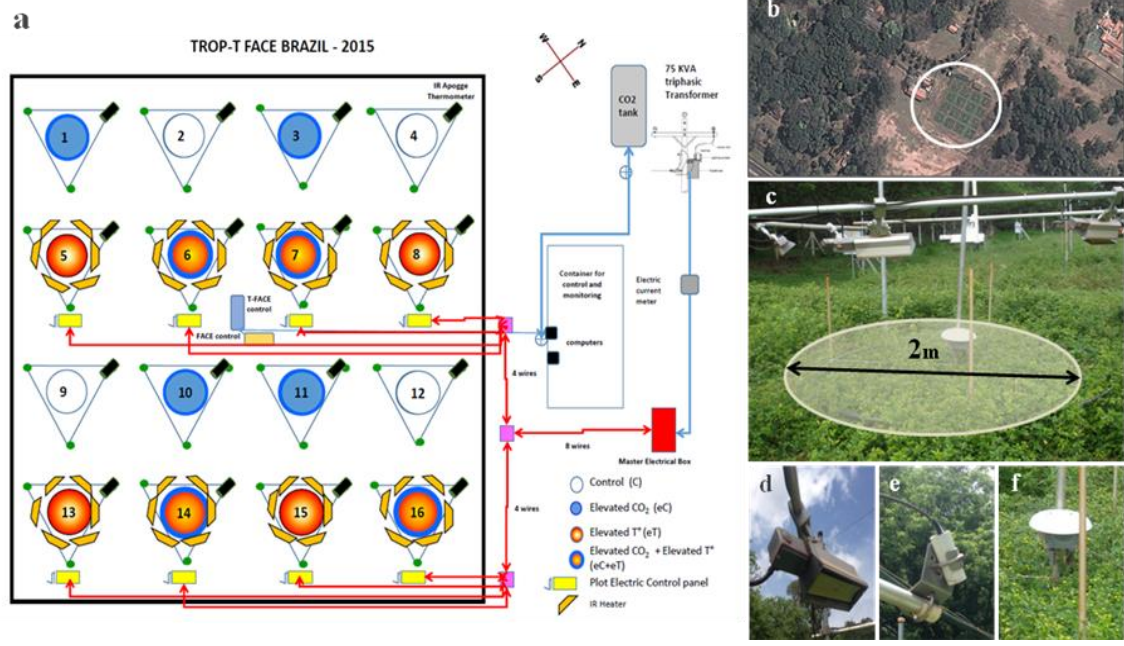 a
TROP-T FACE BRAZIL - 2015
IR Apogge
Thermometer
1
2
3
4
5
6
7
8
T-FACE
control
FACE control
9
10
11
12
13
14
15
16
W
N
S
E
CO2
tank
75 KVA
triphasic
Transformer
Container for
control and
monitoring
computers
Electric
current
meter
4 wires
8 wires
Master Electrical Box
4 wires
Control (C)
Elevated CO₂ (eC)
Elevated T° (eT)
Elevated CO₂ + Elevated T°
(eC+eT)
Plot Electric Control panel
IR Heater
b
c
2m
d
e
f